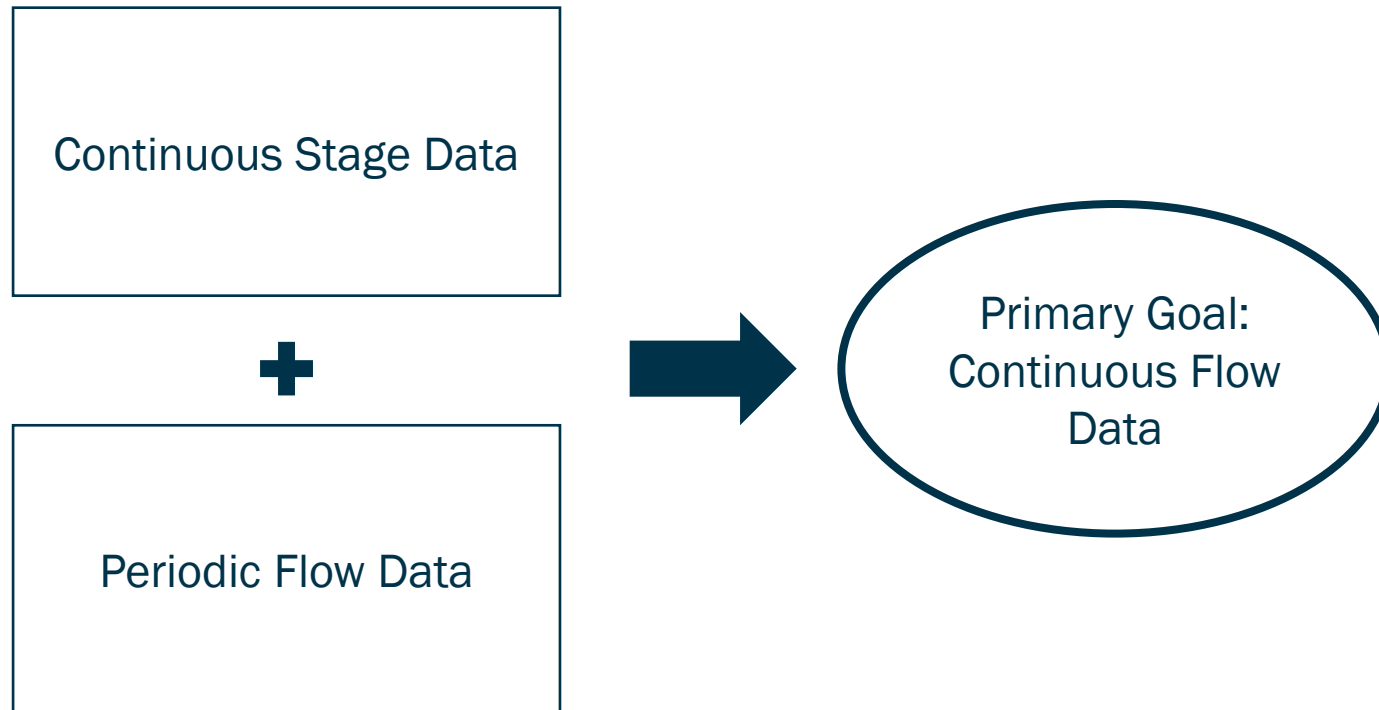 Continuous Stage Data
Periodic Flow Data
Primary Goal:
Continuous Flow
Data